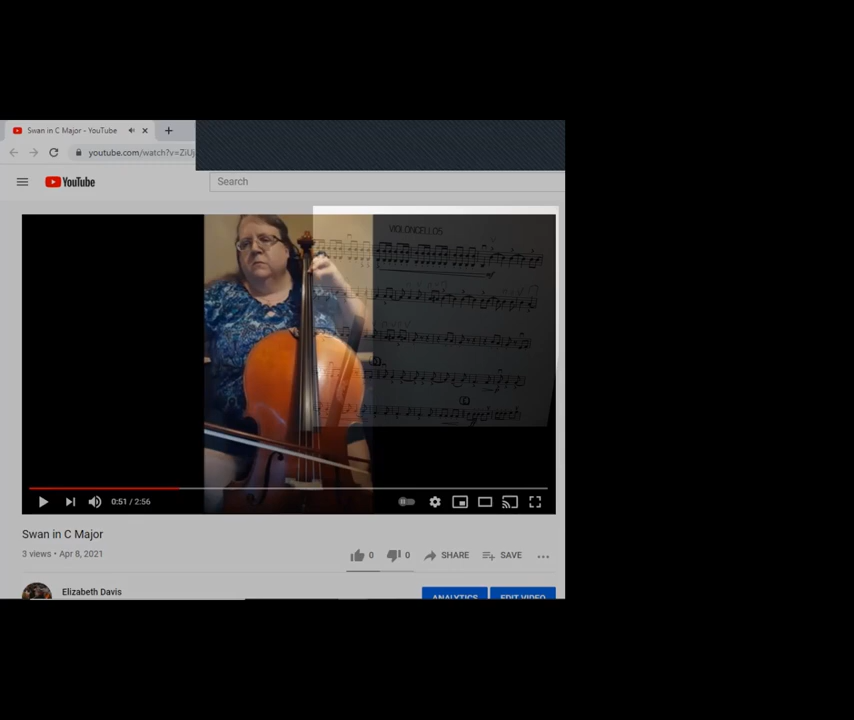 Swan in C Major - YouTube
youtube.com/watch?v=ZiUj
YouTube
Search
VIOLONCELLOS
0:51 / 2:56
Swan in C Major
3 views • Apr 8, 2021
0 0 SHARE SAVE
Elizabeth Davis
ANALYTICS EDIT VIDEO